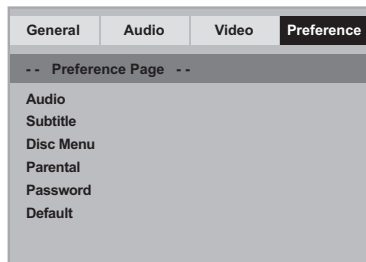 General Audio Video Preference
- - Preference Page - -
Audio
Subtitle
Disc Menu
Parental
Password
Default